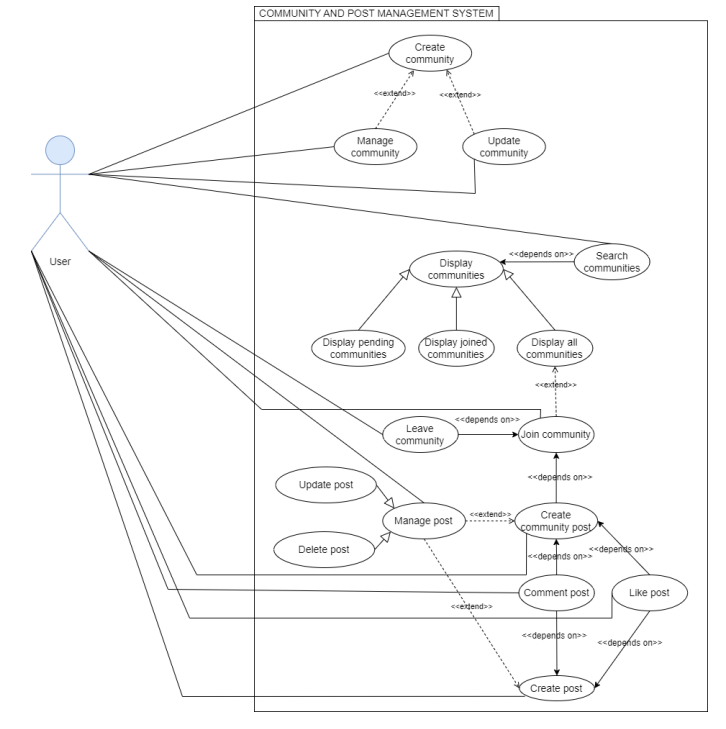 COMMUNITY AND POST MANAGEMENT SYSTEM
Create
community
<<extend>>
<<extend>>
Manage
community
Update
community
User
<<depends on>>
Search
communities
Display
communities
Display pending
communities
Display joined
communities
Display all
communities
<<extend>>
<<depends on>>
Leave
community
Join community
<<depends on>>
Update post
Manage post
<<extend>>
Create
community post
Delete post
<<depends on>>
<<depends on>>
Comment post
Like post
<<extend>>
<<depends on>>
<<depends on>>
Create post